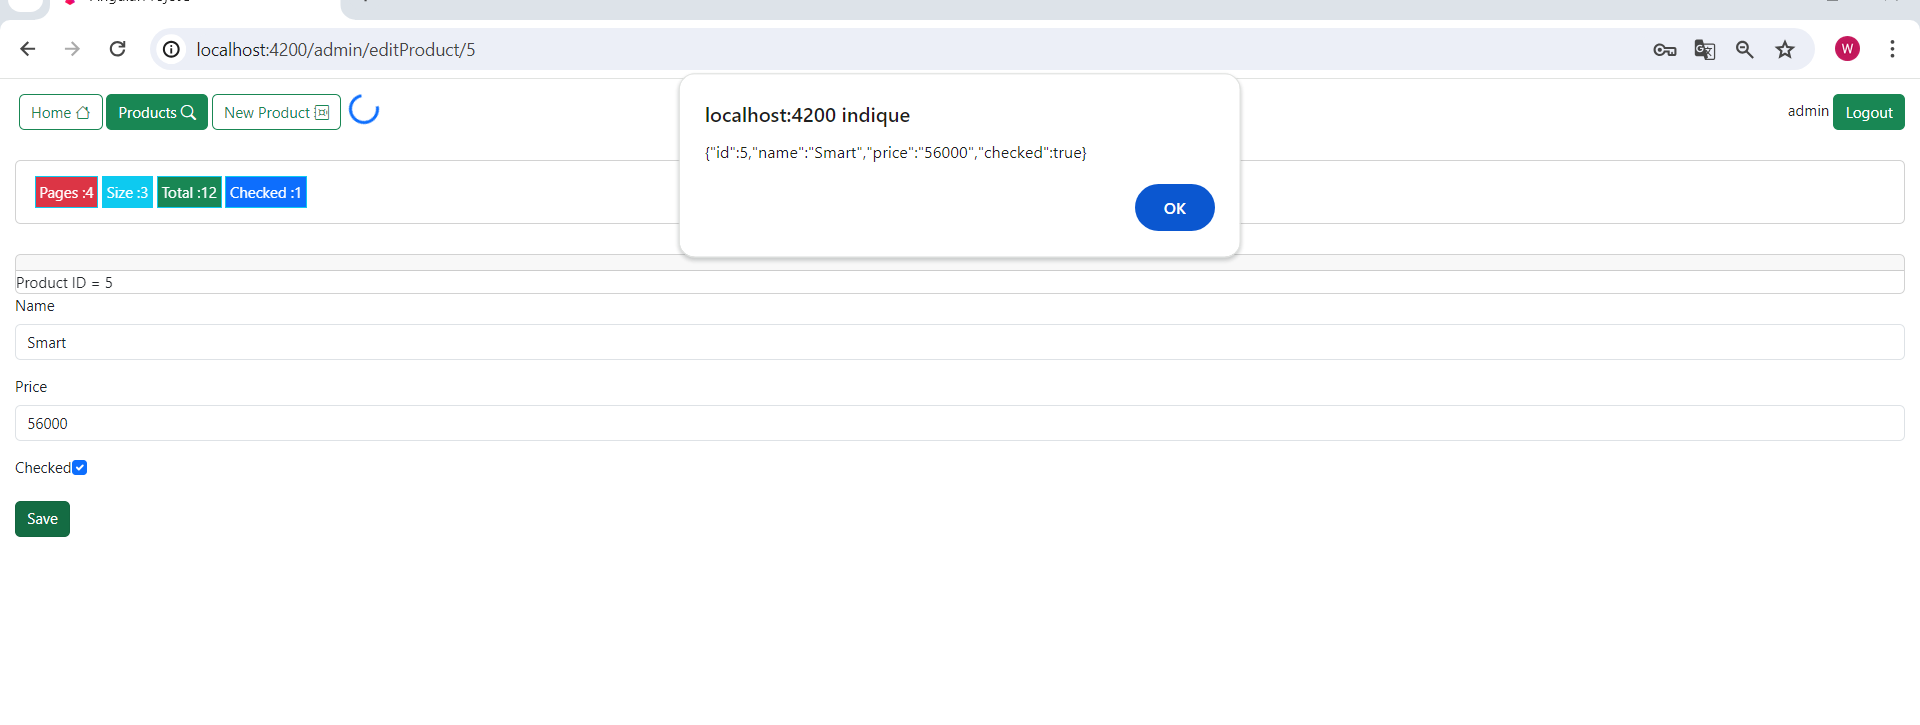 localhost:4200/admin/editProduct/5
W
Home
Products
New Product
admin
Logout
localhost:4200 indique
{"id":5,"name":"Smart","price":"56000","checked":true}
OK
Pages :4
Size :3
Total :12
Checked :1
Product ID = 5
Name
Smart
Price
56000
Checked
Save